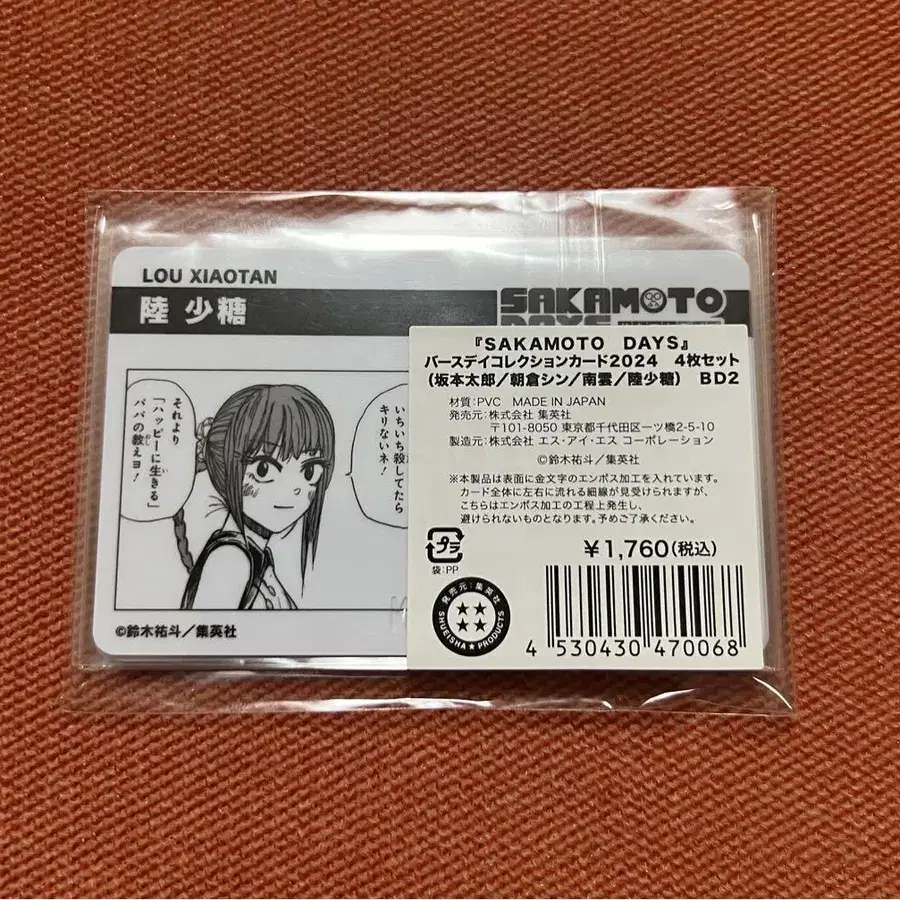 LOU XIAOTAN
陸 少糖
SAKAMOTO
DAYS
それより
「ハッピーに生きる」
パパの教えヨ!
いちいち殺してたら
キリないネ!
©鈴木祐斗/集英社
『SAKAMOTO DAYS』
バースデイコレクションカード2024 4枚セット
(坂本太郎/朝倉シン/南雲/陸少糖) BD2
材質:PVC MADE IN JAPAN
発売元:株式会社 集英社
〒101-8050 東京都千代田区一ツ橋2-5-10
製造元:株式会社 エス・アイ・エス コーポレーション
©鈴木祐斗/集英社
※本製品は表面に金文字のエンボス加工を入れています。
カード全体に左右に流れる細線が見受けられますが、
こちらはエンボス加工の工程上発生し、
避けられないものとなります。予めご了承ください。
プラ
袋:PP
¥1,760(税込)
発売元:集英社
SHUEISHA★PRODUCTS
4 530430 470068